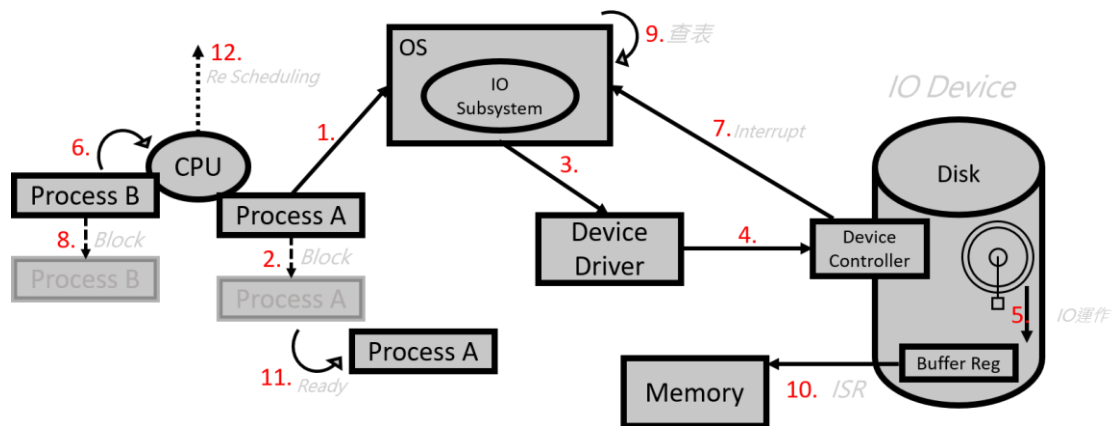 OS
IO
Subsystem
9. 查表
12.
Re Scheduling
1.
6.
CPU
7. Interrupt
IO Device
Disk
3.
Process B
Process A
Device
Driver
4.
Device
Controller
8. Block
2. Block
Process B
Process A
5. IO運作
Process A
11. Ready
Memory
10. ISR
Buffer Reg